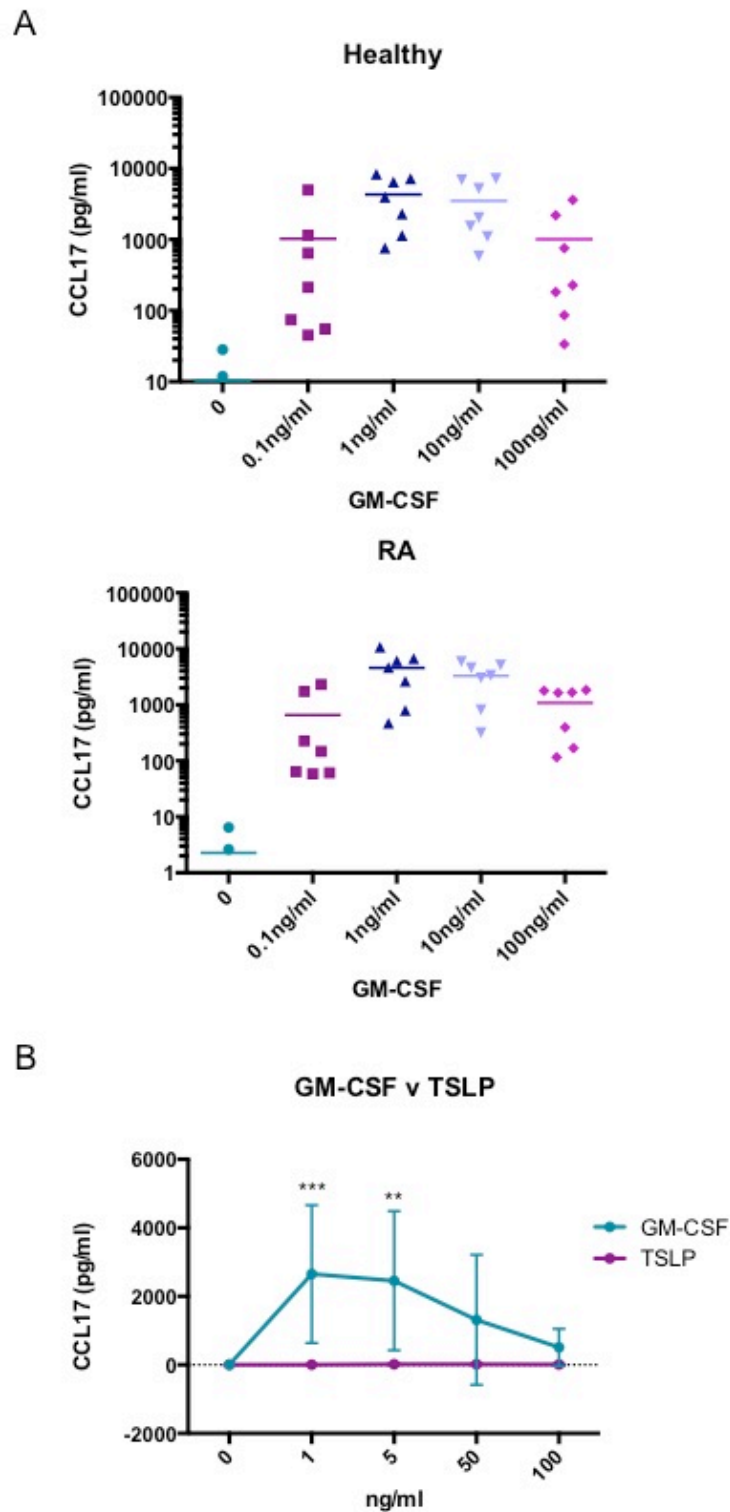 A
Healthy
CCL17 (pg/ml)
100000
10000
1000
100
10
0
0.1ng/ml
1ng/ml
10ng/ml
100ng/ml
GM-CSF
RA
CCL17 (pg/ml)
100000
10000
1000
100
10
1
0
0.1ng/ml
1ng/ml
10ng/ml
100ng/ml
GM-CSF
B
GM-CSF v TSLP
CCL17 (pg/ml)
6000
4000
2000
0
-2000
***
**
GM-CSF
TSLP
0
1
5
50
100
ng/ml